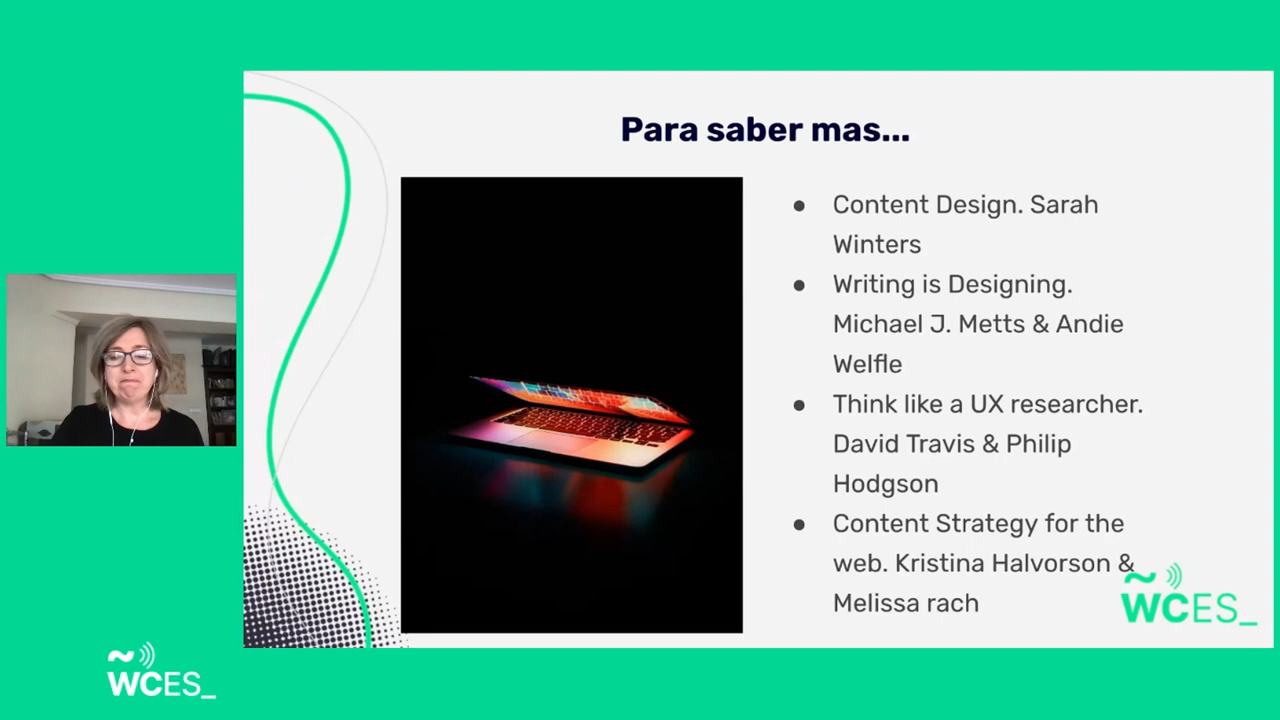 Para saber mas...
● Content Design. Sarah
Winters
● Writing is Designing.
Michael J. Metts & Andie
Welfle
● Think like a UX researcher.
David Travis & Philip
Hodgson
● Content Strategy for the
web. Kristina Halvorson &
Melissa rach
WCES_
WCES_